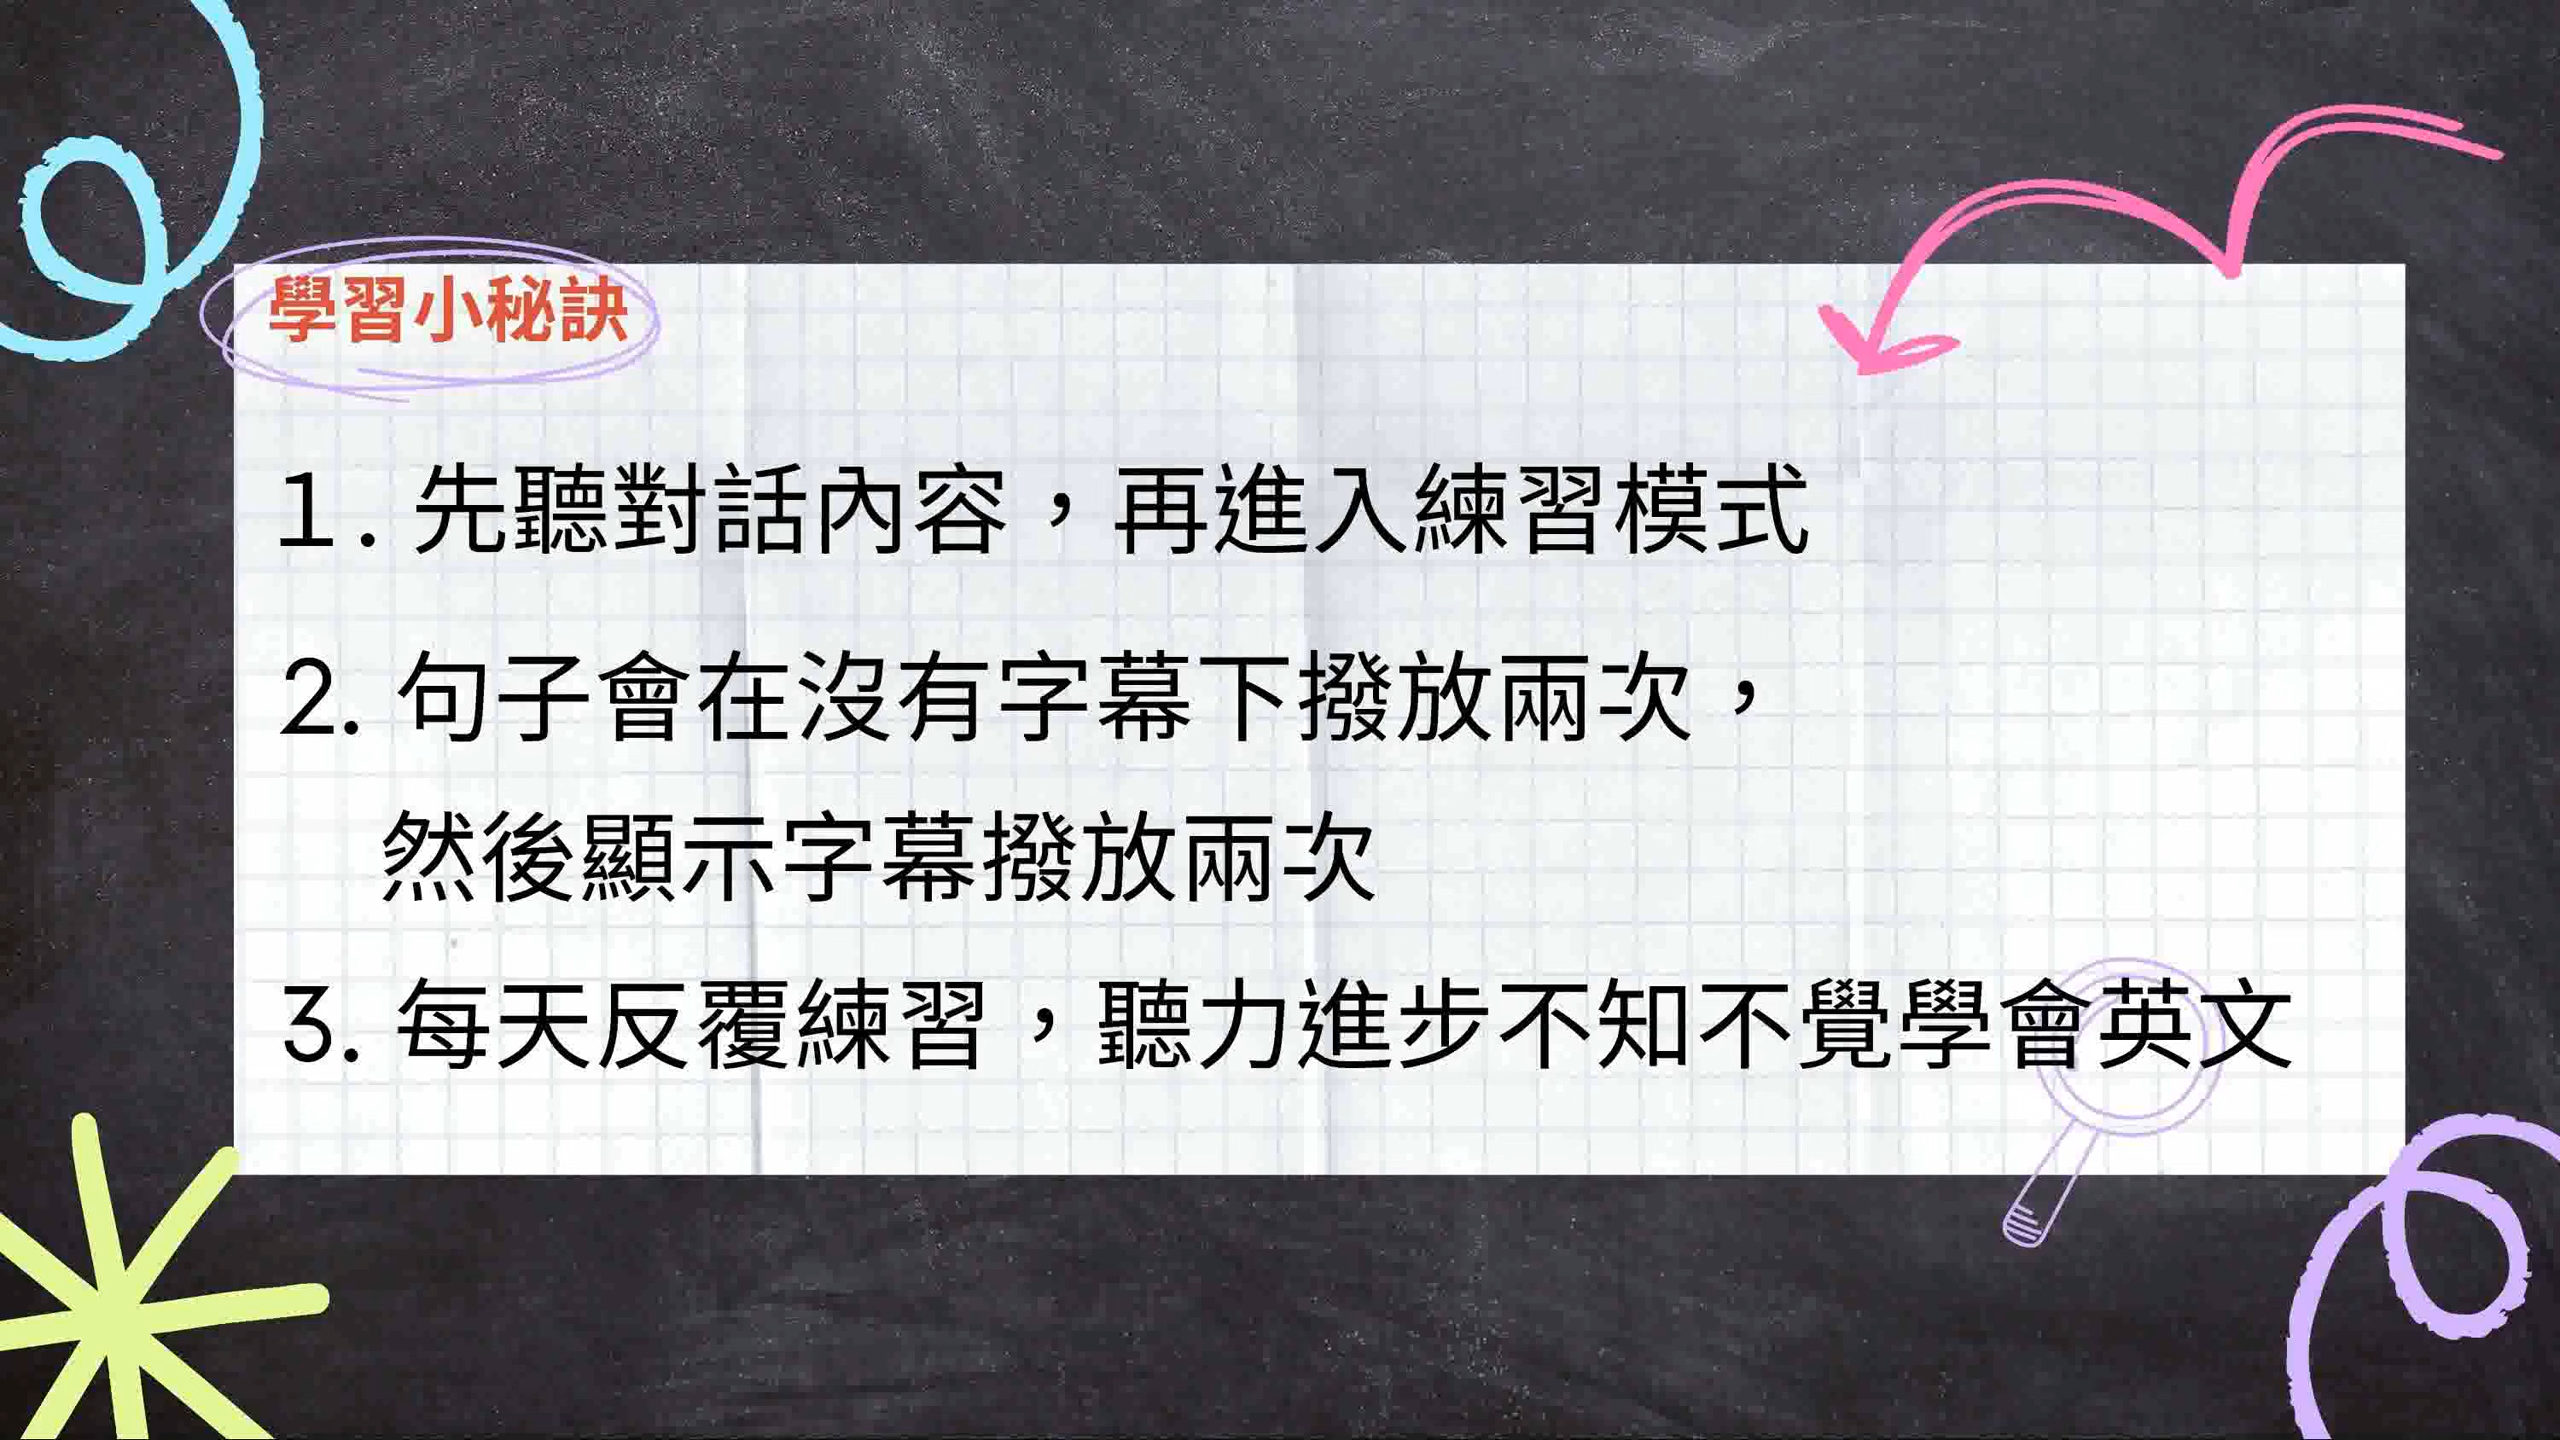 學習小秘訣
1. 先聽對話內容，再進入練習模式
2. 句子會在沒有字幕下撥放兩次，
然後顯示字幕撥放兩次
3. 每天反覆練習，聽力進步不知不覺學會英文